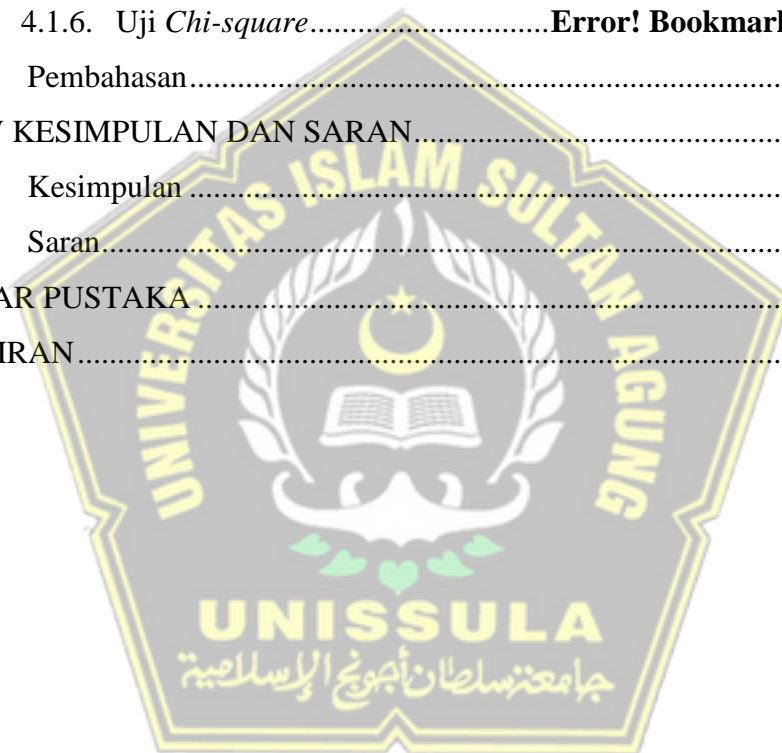 4.1.6. Uji Chi-square...............................Error! Bookmark
Pembahasan
KESIMPULAN DAN SARAN
Kesimpulan
Saran
AR PUSTAKA
IRAN
UNIVERSITAS ISLAM SULTAN AGUNG
UNISSULA
جامعة سلطان أجونج الإسلامية